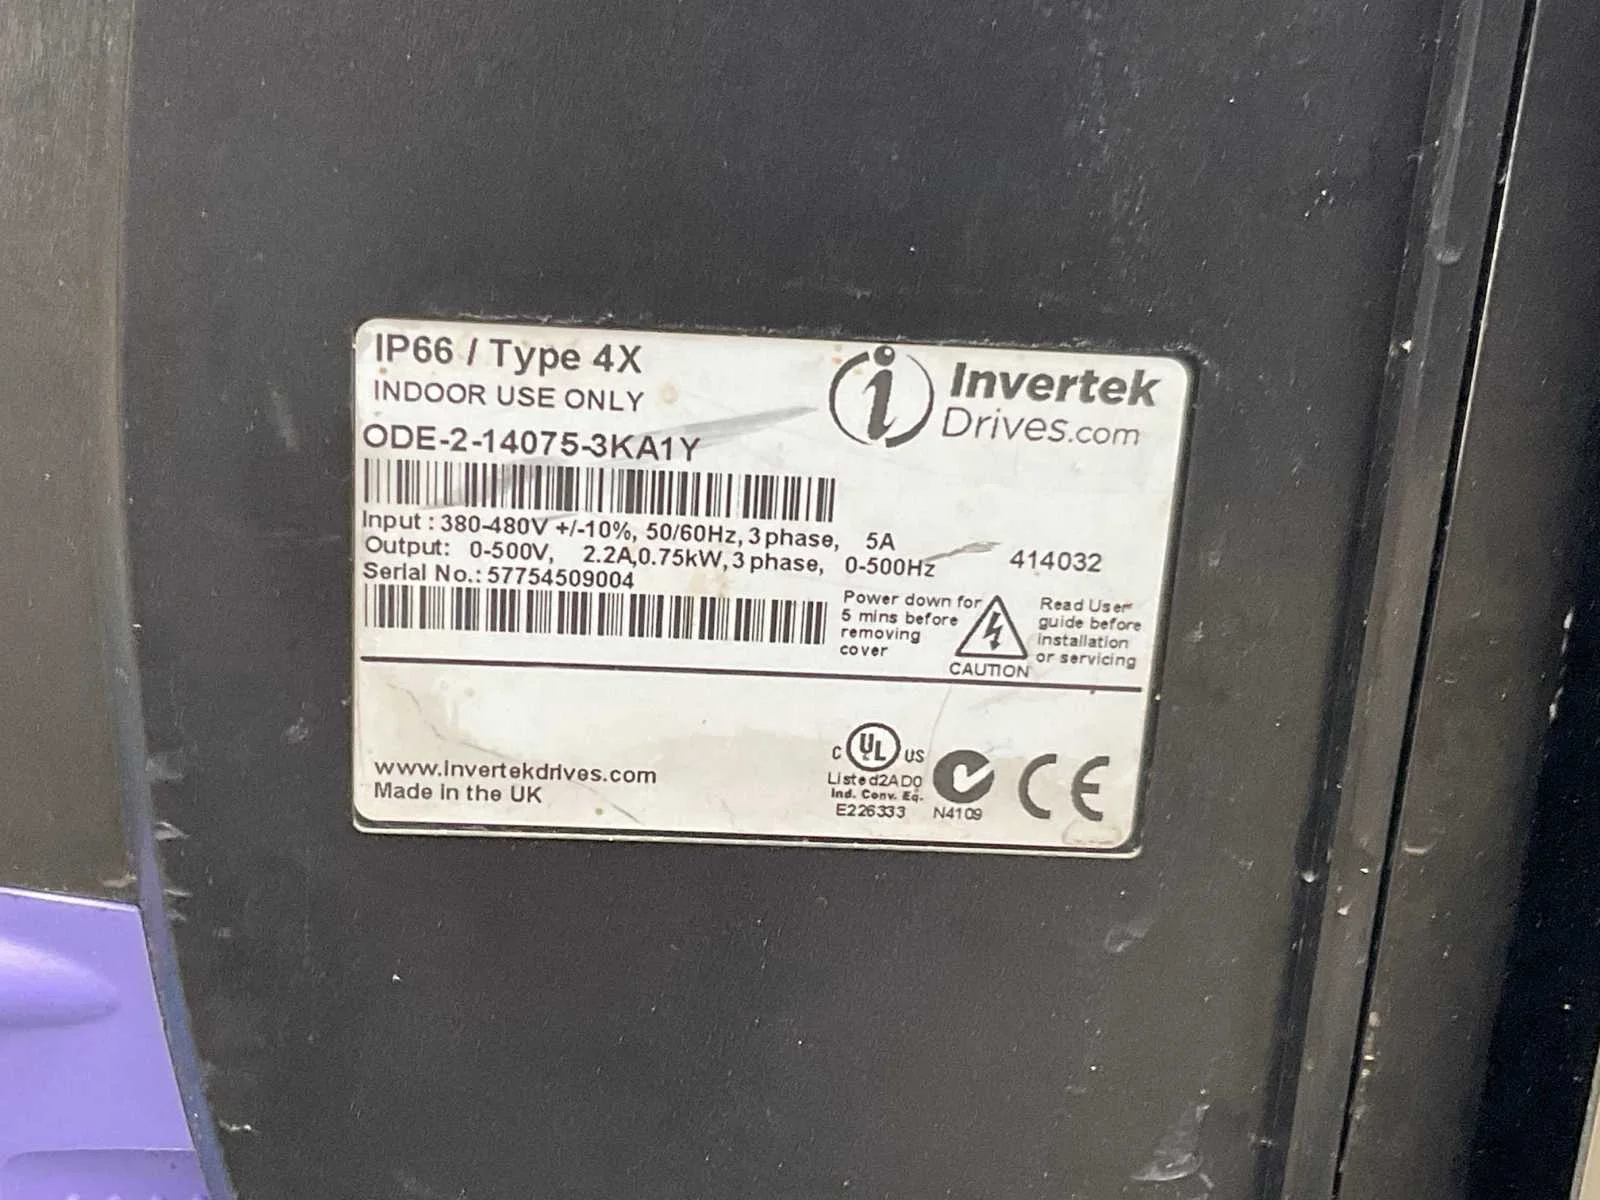 IP66 / Type 4X
INDOOR USE ONLY
ODE-2-14075-3KA1Y
Invertek
Drives.com
Input : 380-480V +/-10%, 50/60Hz, 3 phase, 5A
Output: 0-500V, 2.2A,0.75kW, 3 phase, 0-500Hz
414032
Serial No.: 57754509004
Power down for
5 mins before
removing
cover
CAUTION
Read User
guide before
installation
or servicing
www.invertekdrives.com
Made in the UK
C UL US
Listed2AD0
Ind. Conv. Eq.
E226333
N4109
CE